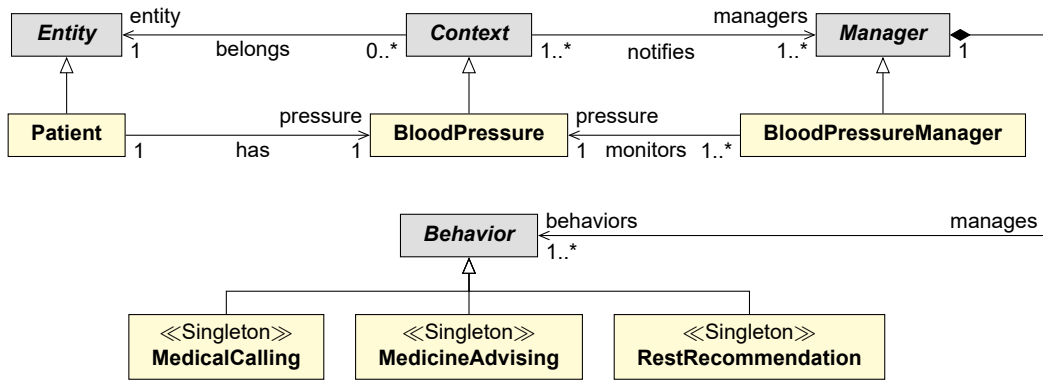 entity
managers
Entity
Context
Manager
1
belongs
0..*
1..*
notifies
1..*
1
pressure
pressure
Patient
BloodPressure
BloodPressureManager
1
has
1
1
monitors
1..*
behaviors
manages
Behavior
1..*
≪Singleton≫
MedicalCalling
≪Singleton≫
MedicineAdvising
≪Singleton≫
RestRecommendation